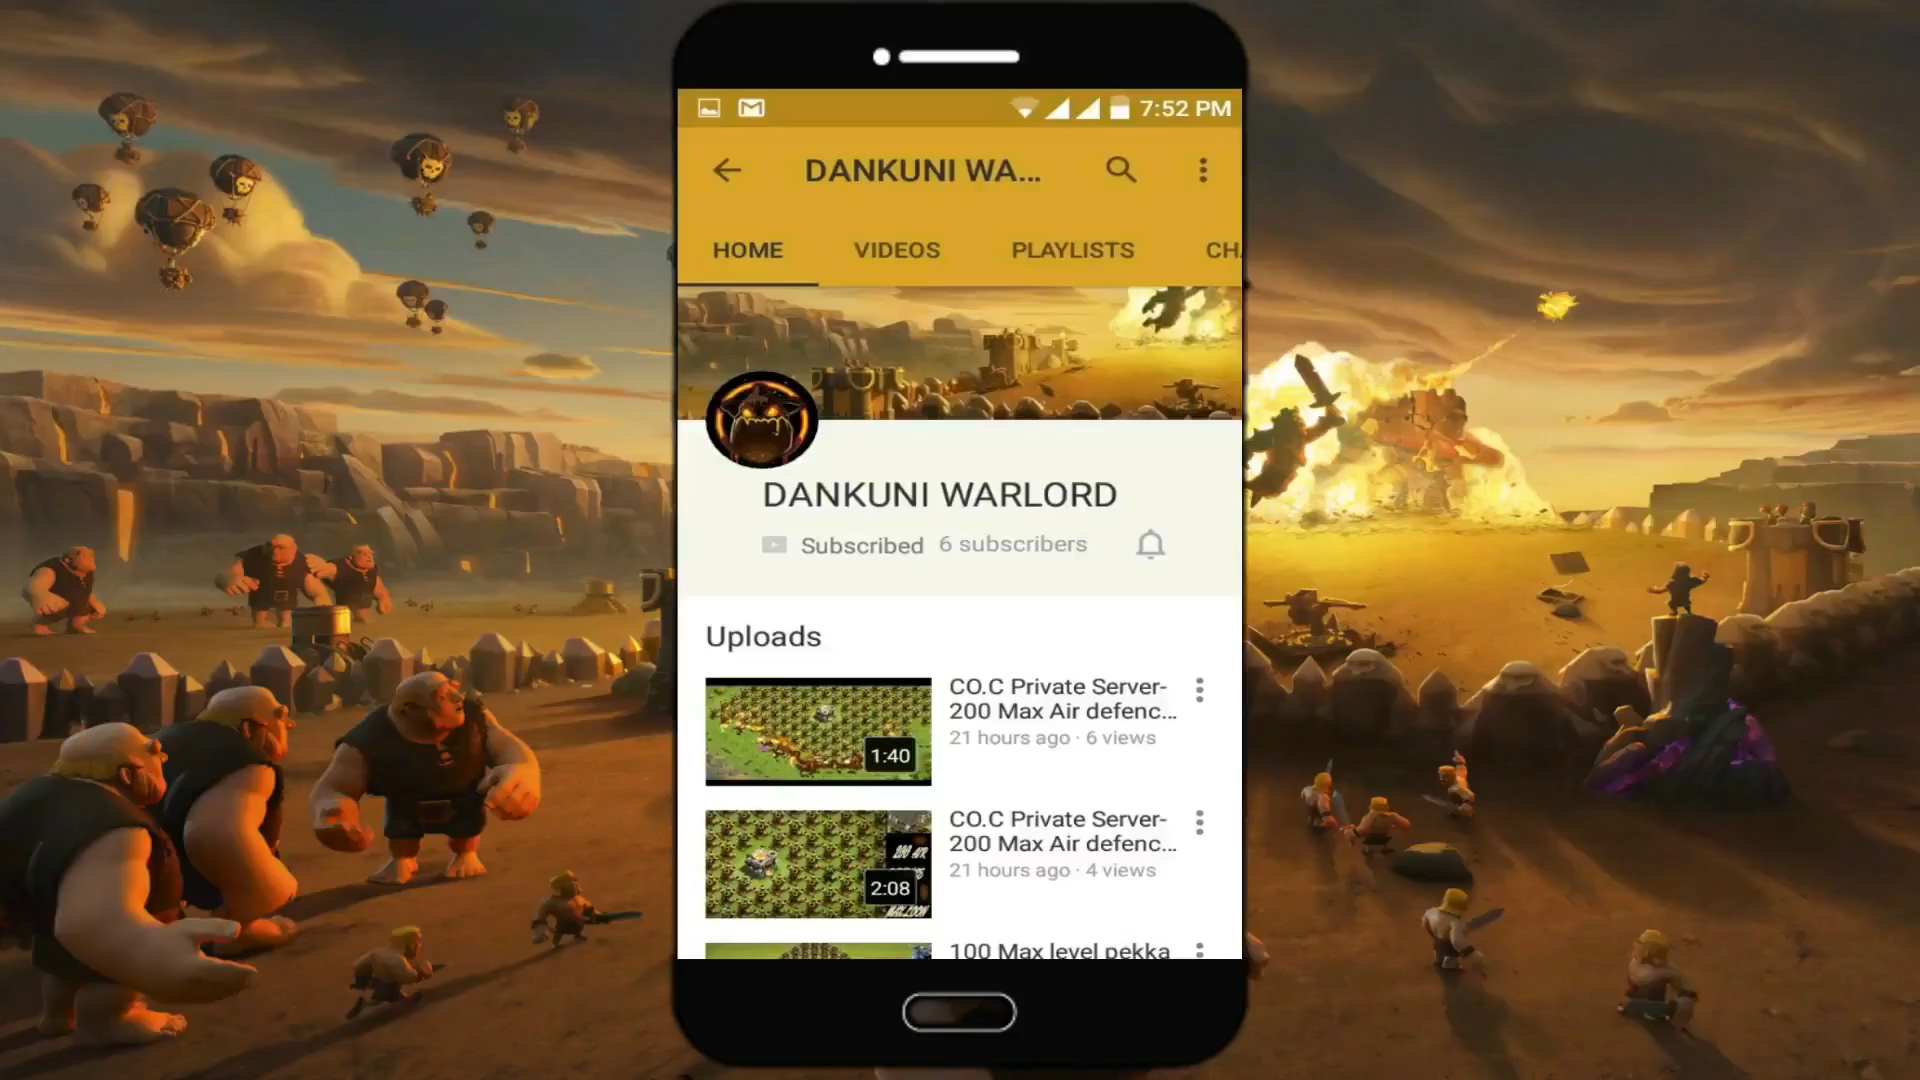 7:52 PM
DANKUNI WA...
HOME VIDEOS PLAYLISTS CH
DANKUNI WARLORD
Subscribed 6 subscribers
Uploads
CO.C Private Server-
200 Max Air defenc...
21 hours ago · 6 views
1:40
CO.C Private Server-
200 Max Air defenc...
21 hours ago · 4 views
200 AIR
2:08
100 Max level pekka